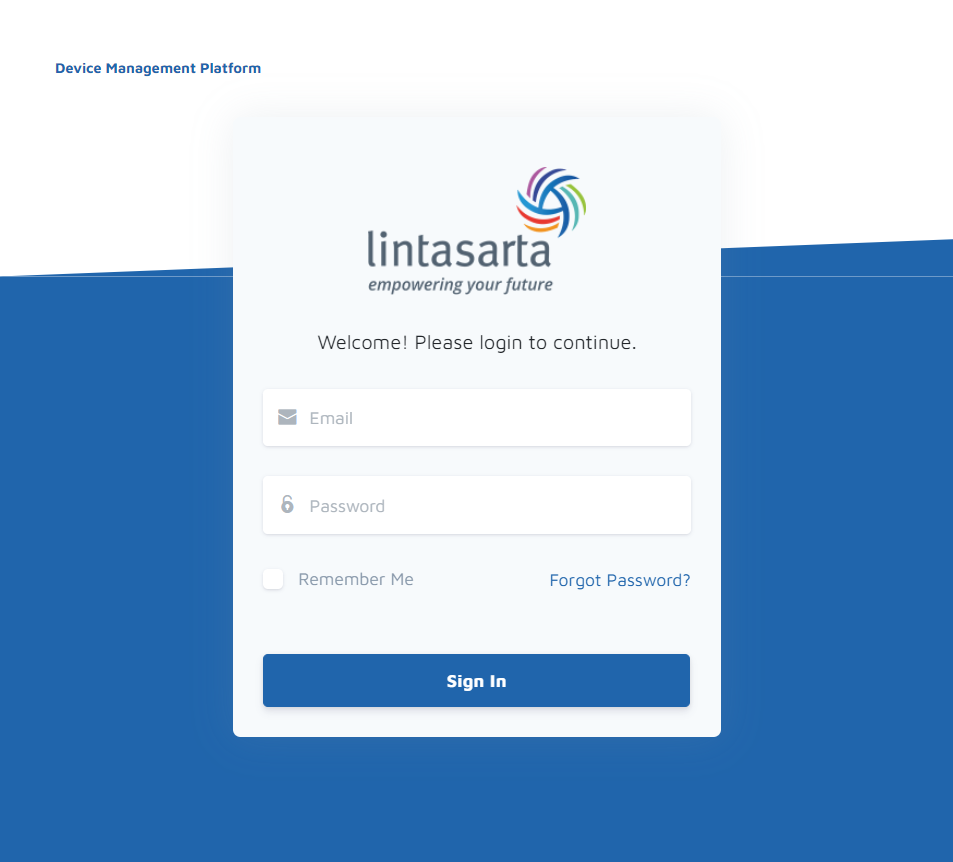 Device Management Platform
lintasarta
empowering your future
Welcome! Please login to continue.
Email
Password
Remember Me
Forgot Password?
Sign In